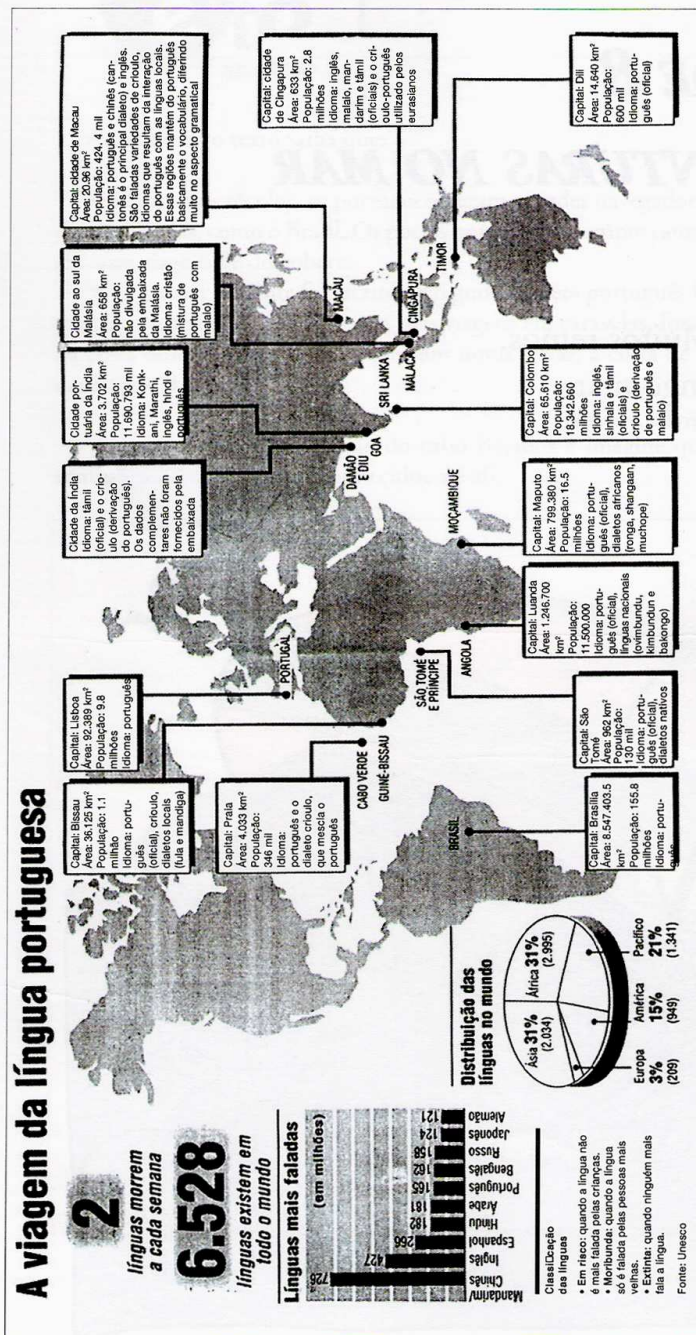 A viagem da língua portuguesa
2
línguas morrem
a cada semana
6.528
línguas existem em
todo o mundo
Línguas mais faladas
(em milhões)
Mandarim/
Chinês
726
Inglês
427
Espanhol
266
Hindu
182
Árabe
181
Português
165
Bengalês
162
Russo
158
Japonês
124
Alemão
121
Classificação
das línguas
• Em risco: quando a língua não
é mais falada pelas crianças.
• Moribunda: quando a língua
só é falada pelas pessoas mais
velhas.
• Extinta: quando ninguém mais
fala a língua.
Fonte: Unesco
Distribuição das
línguas no mundo
Ásia 31%
(2.034)
África 31%
(2.995)
Europa
3%
(209)
América
15%
(949)
Pacífico
21%
(1.341)
Capital: Bissau
Área: 36.125 km²
População: 1.1
milhão
Idioma: portu-
guês
(oficial), crioulo,
dialetos locais
(fula e mandiga)
Capital: Lisboa
Área: 92.389 km²
População: 9.8
milhões
Idioma: português
Capital: Praia
Área: 4.033 km²
População:
346 mil
Idioma:
português e o
dialeto crioulo,
que mescla o
português
CABO VERDE
GUINÉ-BISSAU
PORTUGAL
BRASIL
Capital: Brasília
Área: 8.547.403.5
km²
População: 155.8
milhões
Idioma: portu-
guês
SÃO TOMÉ
E PRÍNCIPE
Capital: São
Tomé
Área: 962 km²
População:
130 mil
Idioma: portu-
guês (oficial),
dialetos nativos
ANGOLA
Capital: Luanda
Área: 1.246.700
km²
População:
11.500.000
Idioma: portu-
guês (oficial),
línguas nacionais
(ovimbundu,
kimbundun e
bakongo)
MOÇAMBIQUE
Capital: Maputo
Área: 799.380 km²
População: 16.5
milhões
Idioma: portu-
guês (oficial),
dialetos africanos
(ronga, shangaan,
muchope)
Cidade da Índia
Idioma: tâmil
(oficial) e o crio-
ulo (derivação
do português).
Os dados
complemen-
tares não foram
fornecidos pela
embaixada
DAMÃO
E DIU
Cidade por-
tuária da Índia
Área: 3.702 km²
População:
11.690.793 mil
Idioma: Konk-
ani, Marathi,
inglês, hindi e
português
GOA
SRI LANKA
Capital: Colombo
Área: 65.610 km²
População:
18.342.660
milhões
Idioma: inglês,
sinhala e tâmil
(oficiais) e
crioulo (derivação
de português e
malaio)
Cidade ao sul da
Malásia
Área: 658 km²
População:
não divulgada
pela embaixada
da Malásia.
Idioma: cristão
(mistura de
português com
malaio)
MÁLACA
Capital: cidade de Macau
Área: 20,96 km²
População: 424. 4 mil
Idioma: português e chinês (can-
tonês é o principal dialeto) e inglês.
São faladas variedades de crioulo,
idiomas que resultam da interação
do português com as línguas locais.
Essas regiões mantêm do português
basicamente o vocabulário, diferindo
muito no aspecto gramatical
MACAU
Capital: cidade
de Cingapura
Área: 633 km²
População: 2.8
milhões
Idioma: inglês,
malaio, man-
darim e tâmil
(oficiais) e o cri-
oulo-português
utilizado pelos
eurasianos
CINGAPURA
TIMOR
Capital: Dili
Área: 14.640 km²
População:
600 mil
Idioma: portu-
guês (oficial)
NO MAR